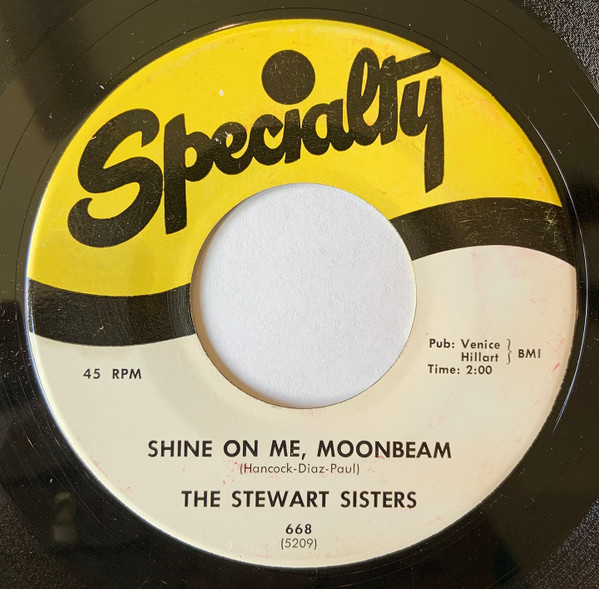 Specialty
45 RPM
Pub: Venice
Hillart } BMI
Time: 2:00
SHINE ON ME, MOONBEAM
(Hancock-Diaz-Paul)
THE STEWART SISTERS
668
(5209)